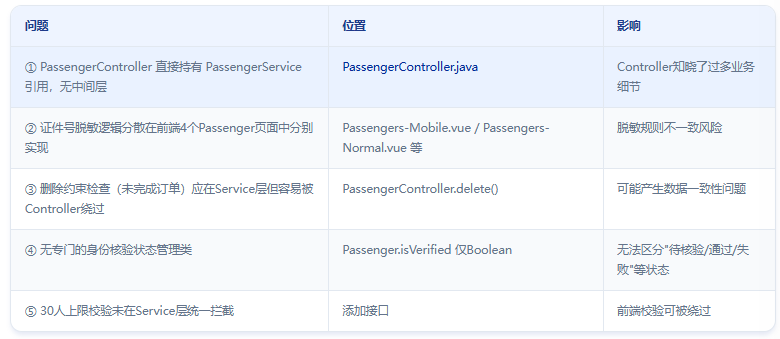 问题 位置 影响
① PassengerController 直接持有 PassengerService
引用，无中间层
PassengerController.java
Controller知晓了过多业务
细节
② 证件号脱敏逻辑分散在前端4个Passenger页面中分别
实现
Passengers-Mobile.vue / Passengers-
Normal.vue 等
脱敏规则不一致风险
③ 删除约束检查（未完成订单）应在Service层但容易被
Controller绕过
PassengerController.delete()
可能产生数据一致性问题
④ 无专门的身份核验状态管理类
Passenger.isVerified 仅Boolean
无法区分"待核验/通过/失
败"等状态
⑤ 30人上限校验未在Service层统一拦截
添加接口
前端校验可被绕过